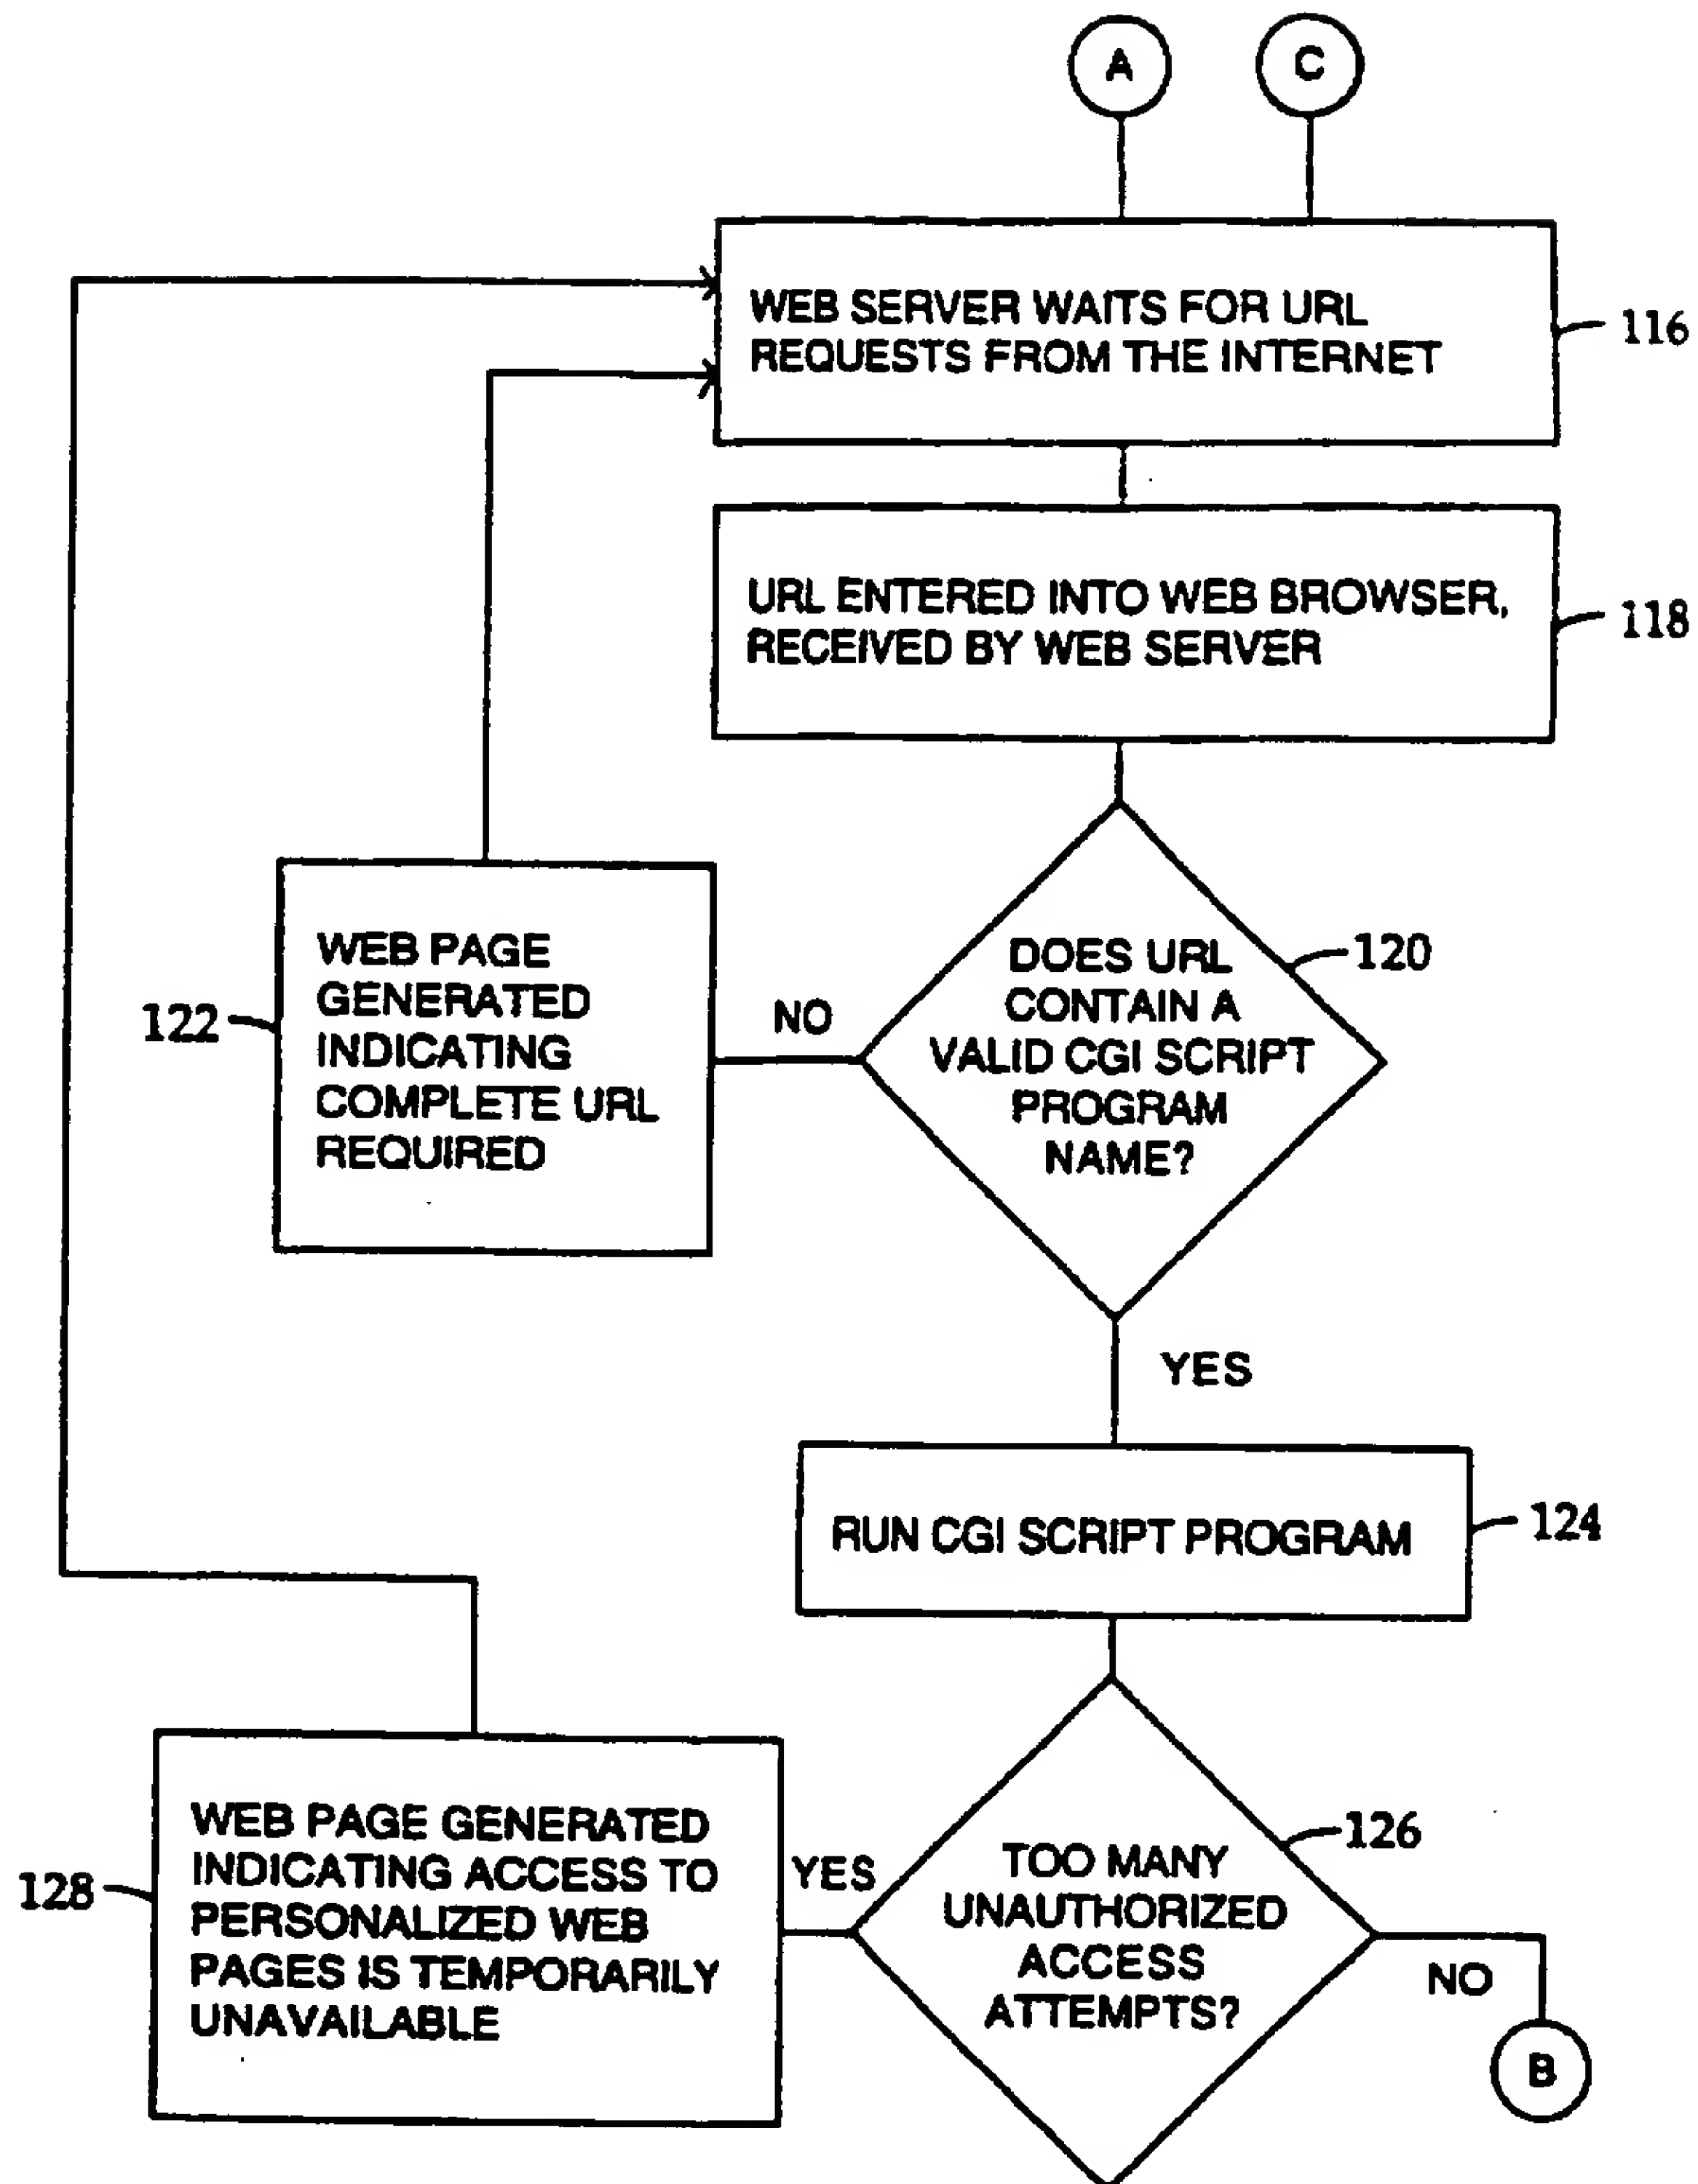 A
C
WEB SERVER WAITS FOR URL
REQUESTS FROM THE INTERNET
116
URL ENTERED INTO WEB BROWSER,
RECEIVED BY WEB SERVER
118
DOES URL
CONTAIN A
VALID CGI SCRIPT
PROGRAM
NAME?
120
NO
WEB PAGE
GENERATED
INDICATING
COMPLETE URL
REQUIRED
122
YES
RUN CGI SCRIPT PROGRAM
124
TOO MANY
UNAUTHORIZED
ACCESS
ATTEMPTS?
126
YES
WEB PAGE GENERATED
INDICATING ACCESS TO
PERSONALIZED WEB
PAGES IS TEMPORARILY
UNAVAILABLE
128
NO
B